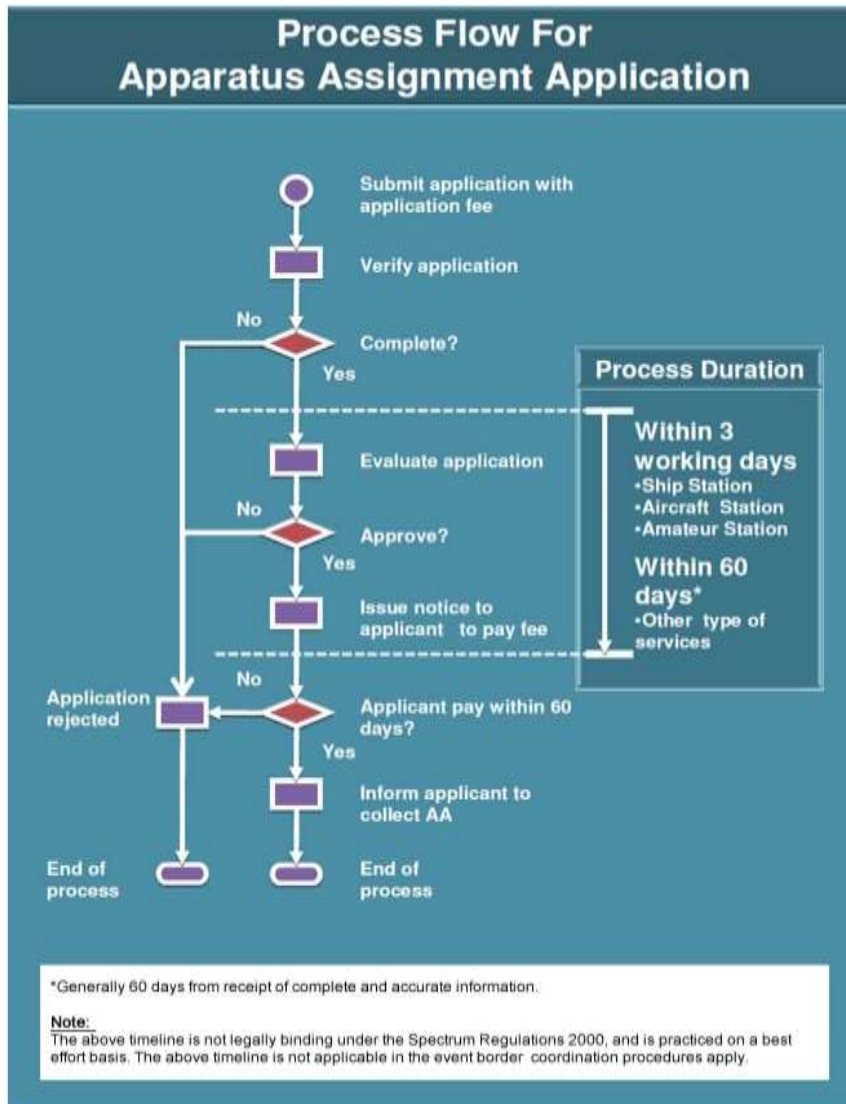 Process Flow For
Apparatus Assignment Application
Submit application with
application fee
Verify application
No
Complete?
Yes
Process Duration
Within 3
working days
•Ship Station
•Aircraft Station
•Amateur Station
Within 60
days*
•Other type of
services
Evaluate application
No
Approve?
Yes
Issue notice to
applicant to pay fee
No
Application
rejected
Applicant pay within 60
days?
Yes
Inform applicant to
collect AA
End of
process
End of
process
*Generally 60 days from receipt of complete and accurate information.
Note:
The above timeline is not legally binding under the Spectrum Regulations 2000, and is practiced on a best
effort basis. The above timeline is not applicable in the event border coordination procedures apply.